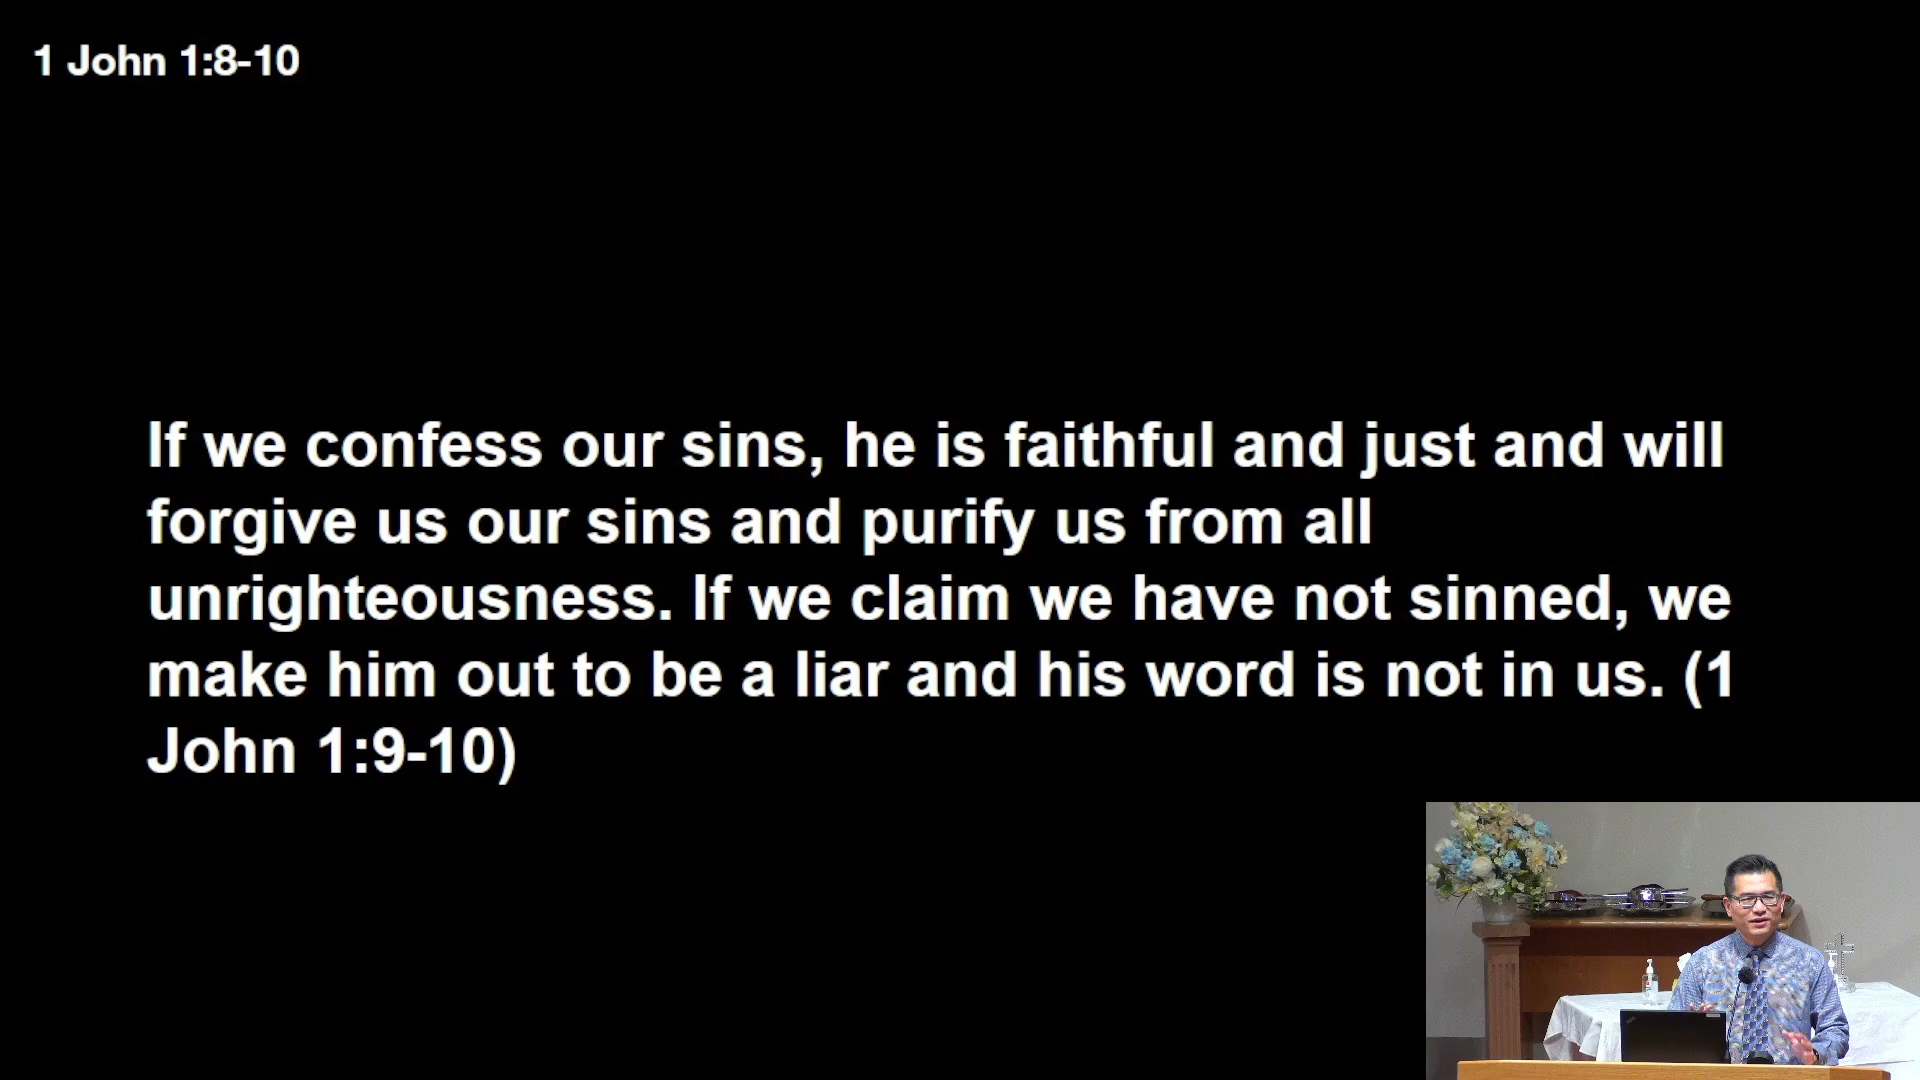 1 John 1:8-10
If we confess our sins, he is faithful and just and will
forgive us our sins and purify us from all
unrighteousness. If we claim we have not sinned, we
make him out to be a liar and his word is not in us. (1
John 1:9-10)